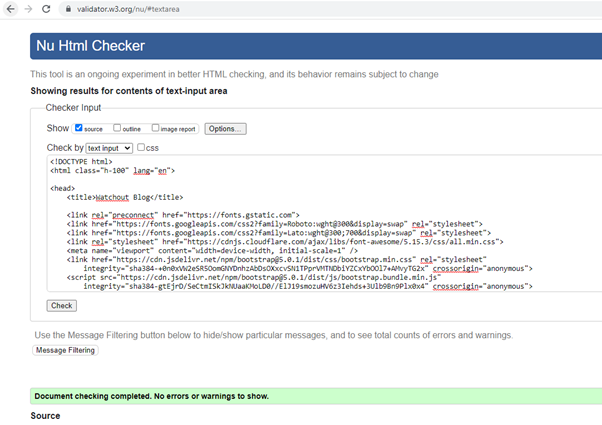 validator.w3.org/nu/#textarea
Nu Html Checker
This tool is an ongoing experiment in better HTML checking, and its behavior remains subject to change
Showing results for contents of text-input area
Checker Input
Show source outline image report Options...
Check by text input css
<!DOCTYPE html>
<html class="h-100" lang="en">
<head>
<title>Watchout Blog</title>
<link rel="preconnect" href="https://fonts.gstatic.com">
<link href="https://fonts.googleapis.com/css2?family=Roboto:wght@300&display=swap" rel="stylesheet">
<link href="https://fonts.googleapis.com/css2?family=Lato:wght@300;700&display=swap" rel="stylesheet">
<link rel="stylesheet" href="https://cdnjs.cloudflare.com/ajax/libs/font-awesome/5.15.3/css/all.min.css">
<meta name="viewport" content="width=device-width, initial-scale=1" />
<link href="https://cdn.jsdelivr.net/npm/bootstrap@5.0.1/dist/css/bootstrap.min.css" rel="stylesheet"
integrity="sha384-+0n0xVW2eSR5OomGNYDnhzAbDsOXxcvSN1TPprVMTNDbiYZCxYbOOl7+AMvyTG2x" crossorigin="anonymous">
<script src="https://cdn.jsdelivr.net/npm/bootstrap@5.0.1/dist/js/bootstrap.bundle.min.js"
integrity="sha384-gtEjrD/SeCtmISkJkNUaaKMoLD0//ElJ19smozuHV6z3Iehds+3Ulb9Bn9Plx0x4" crossorigin="anonymous">
Check
Use the Message Filtering button below to hide/show particular messages, and to see total counts of errors and warnings.
Message Filtering
Document checking completed. No errors or warnings to show.
Source